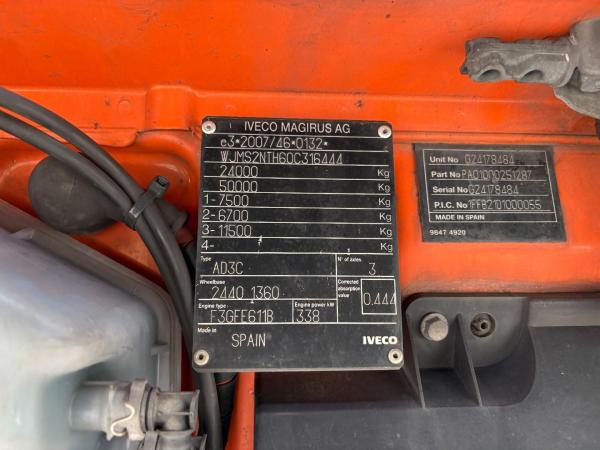 IVECO MAGIRUS AG
e3*2007/46*0132*
WJMS2NTH60C316444
24000 Kg
50000 Kg
1-7500 Kg
2-6700 Kg
3-11500 Kg
4- Kg
Type AD3C N° of axles 3
Wheelbase 2440 1360 Corrected absorption value 0,444
Engine type F3GFE611B Engine power kW 338
Made in SPAIN IVECO
Unit No G24178484
Part No PA01000251287
Serial No G24178484
P.I.C. No 1FFB2101000055
MADE IN SPAIN
9847 4920